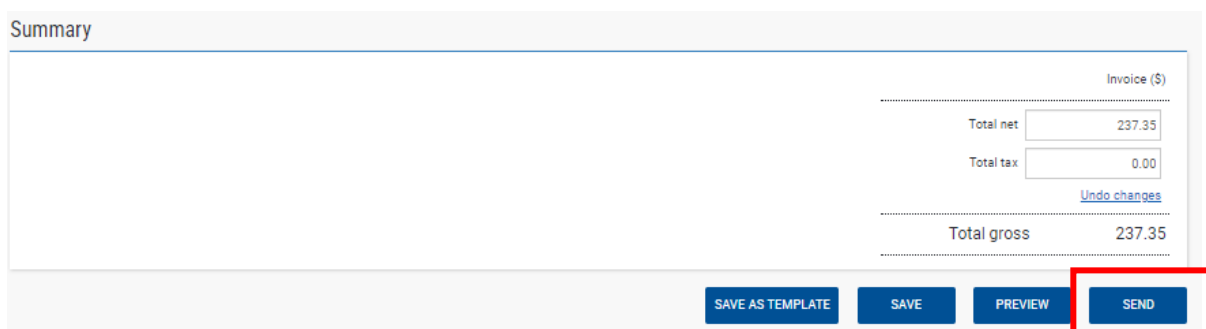 Summary
Invoice ($)
Total net 237.35
Total tax 0.00
Undo changes
Total gross 237.35
SAVE AS TEMPLATE SAVE PREVIEW SEND